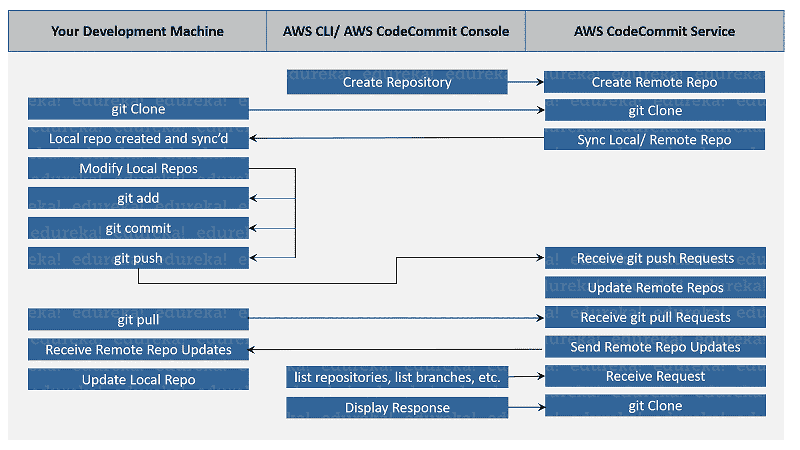 Your Development Machine
AWS CLI/ AWS CodeCommit Console
AWS CodeCommit Service
Create Repository
Create Remote Repo
git Clone
git Clone
Local repo created and sync'd
Sync Local/ Remote Repo
Modify Local Repos
git add
git commit
git push
Receive git push Requests
Update Remote Repos
git pull
Receive git pull Requests
Receive Remote Repo Updates
Send Remote Repo Updates
Update Local Repo
list repositories, list branches, etc.
Receive Request
Display Response
git Clone